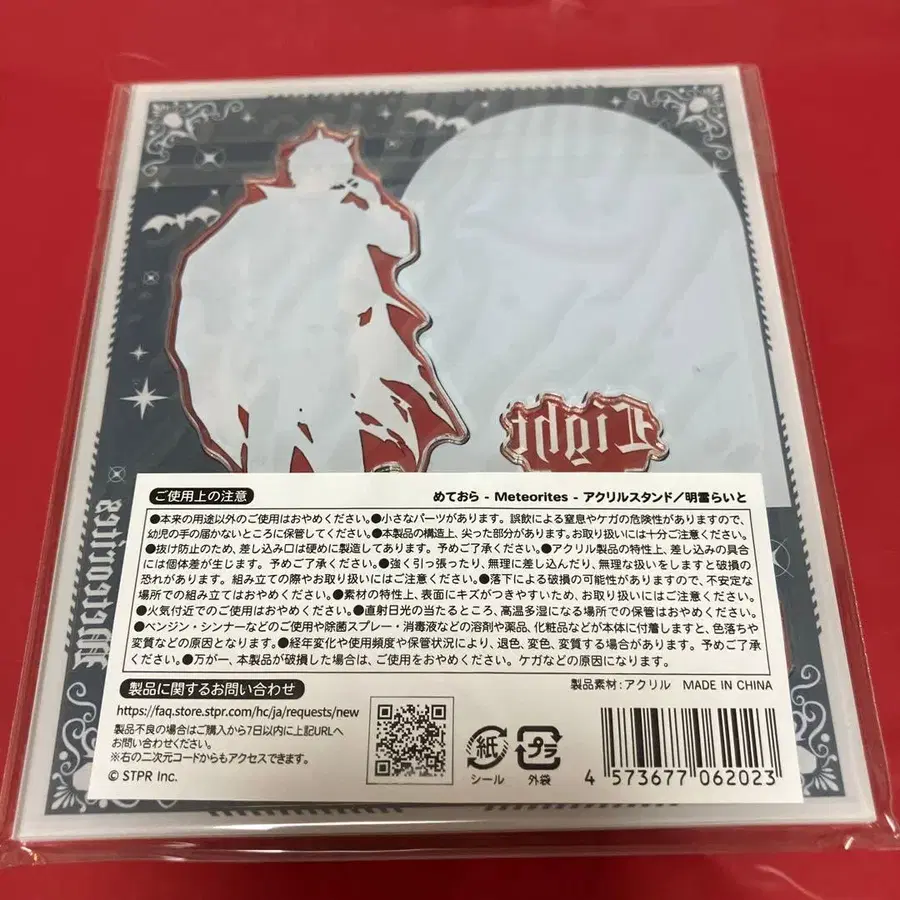 Light
Meteorites
ご使用上の注意
めておら - Meteorites - アクリルスタンド／明雷らいと
●本来の用途以外のご使用はおやめください。●小さなパーツがあります。誤飲による窒息やケガの危険性がありますので、
幼児の手の届かないところに保管してください。●本製品の構造上、尖った部分があります。お取り扱いには十分ご注意ください。
●抜け防止のため、差し込み口は硬めに製造してあります。予めご了承ください。●アクリル製品の特性上、差し込みの具合
には個体差が生じます。予めご了承ください。●強く引っ張ったり、無理に差し込んだり、無理な扱いをしますと破損の
恐れがあります。組み立ての際やお取り扱いにはご注意ください。●落下による破損の可能性がありますので、不安定な
場所での組み立てはおやめください。●素材の特性上、表面にキズがつきやすいため、お取り扱いにはご注意ください。
●火気付近でのご使用はおやめください。●直射日光の当たるところ、高温多湿になる場所での保管はおやめください。
●ベンジン・シンナーなどのご使用や除菌スプレー・消毒液などの溶剤や薬品、化粧品などが本体に付着しますと、色落ちや
変質などの原因となります。●経年変化や使用頻度や保管状況により、退色、変色、変質する場合があります。予めご了承
ください。●万が一、本製品が破損した場合は、ご使用をおやめください。ケガなどの原因になります。
製品に関するお問い合わせ
製品素材：アクリル MADE IN CHINA
https://faq.store.stpr.com/hc/ja/requests/new
製品不良の場合はご購入から7日以内に上記URLへ
お問い合わせください。
※右の二次元コードからもアクセスできます。
© STPR Inc.
紙
シール
プラ
外袋
4 573677 062023